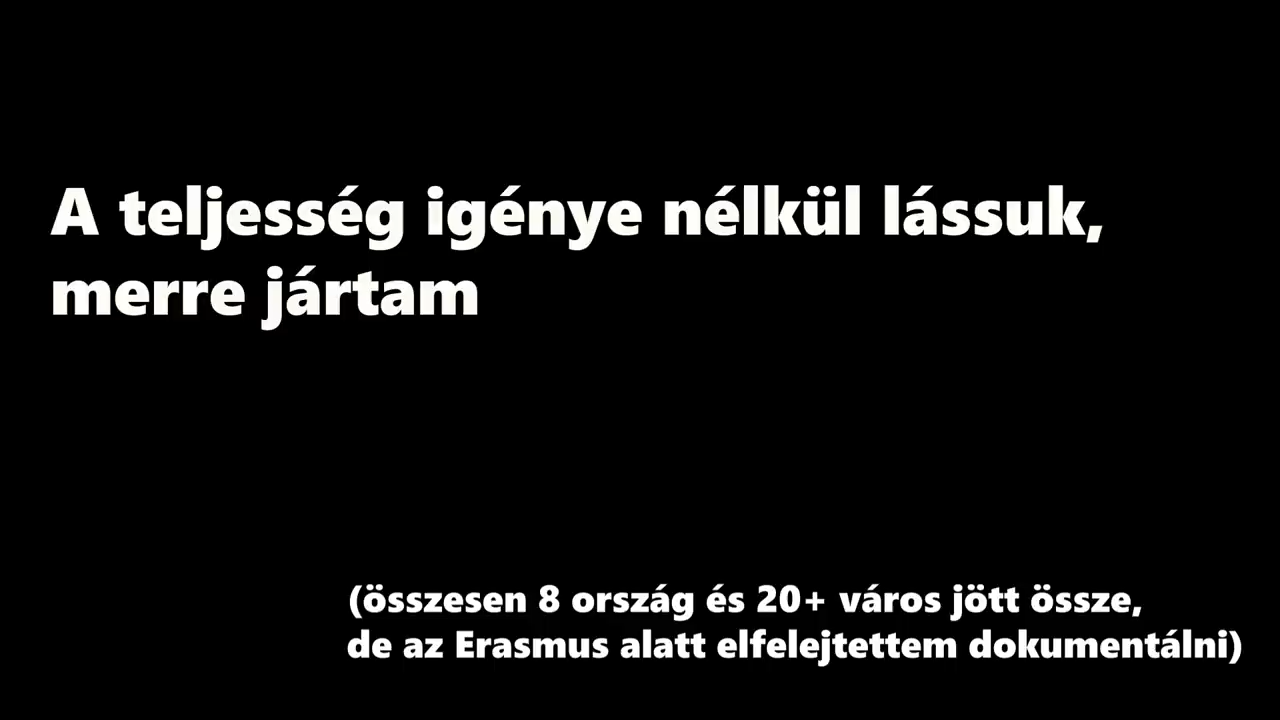 A teljesség igénye nélkül lássuk,
merre jártam
(összesen 8 ország és 20+ város jött össze,
de az Erasmus alatt elfelejtettem dokumentálni)